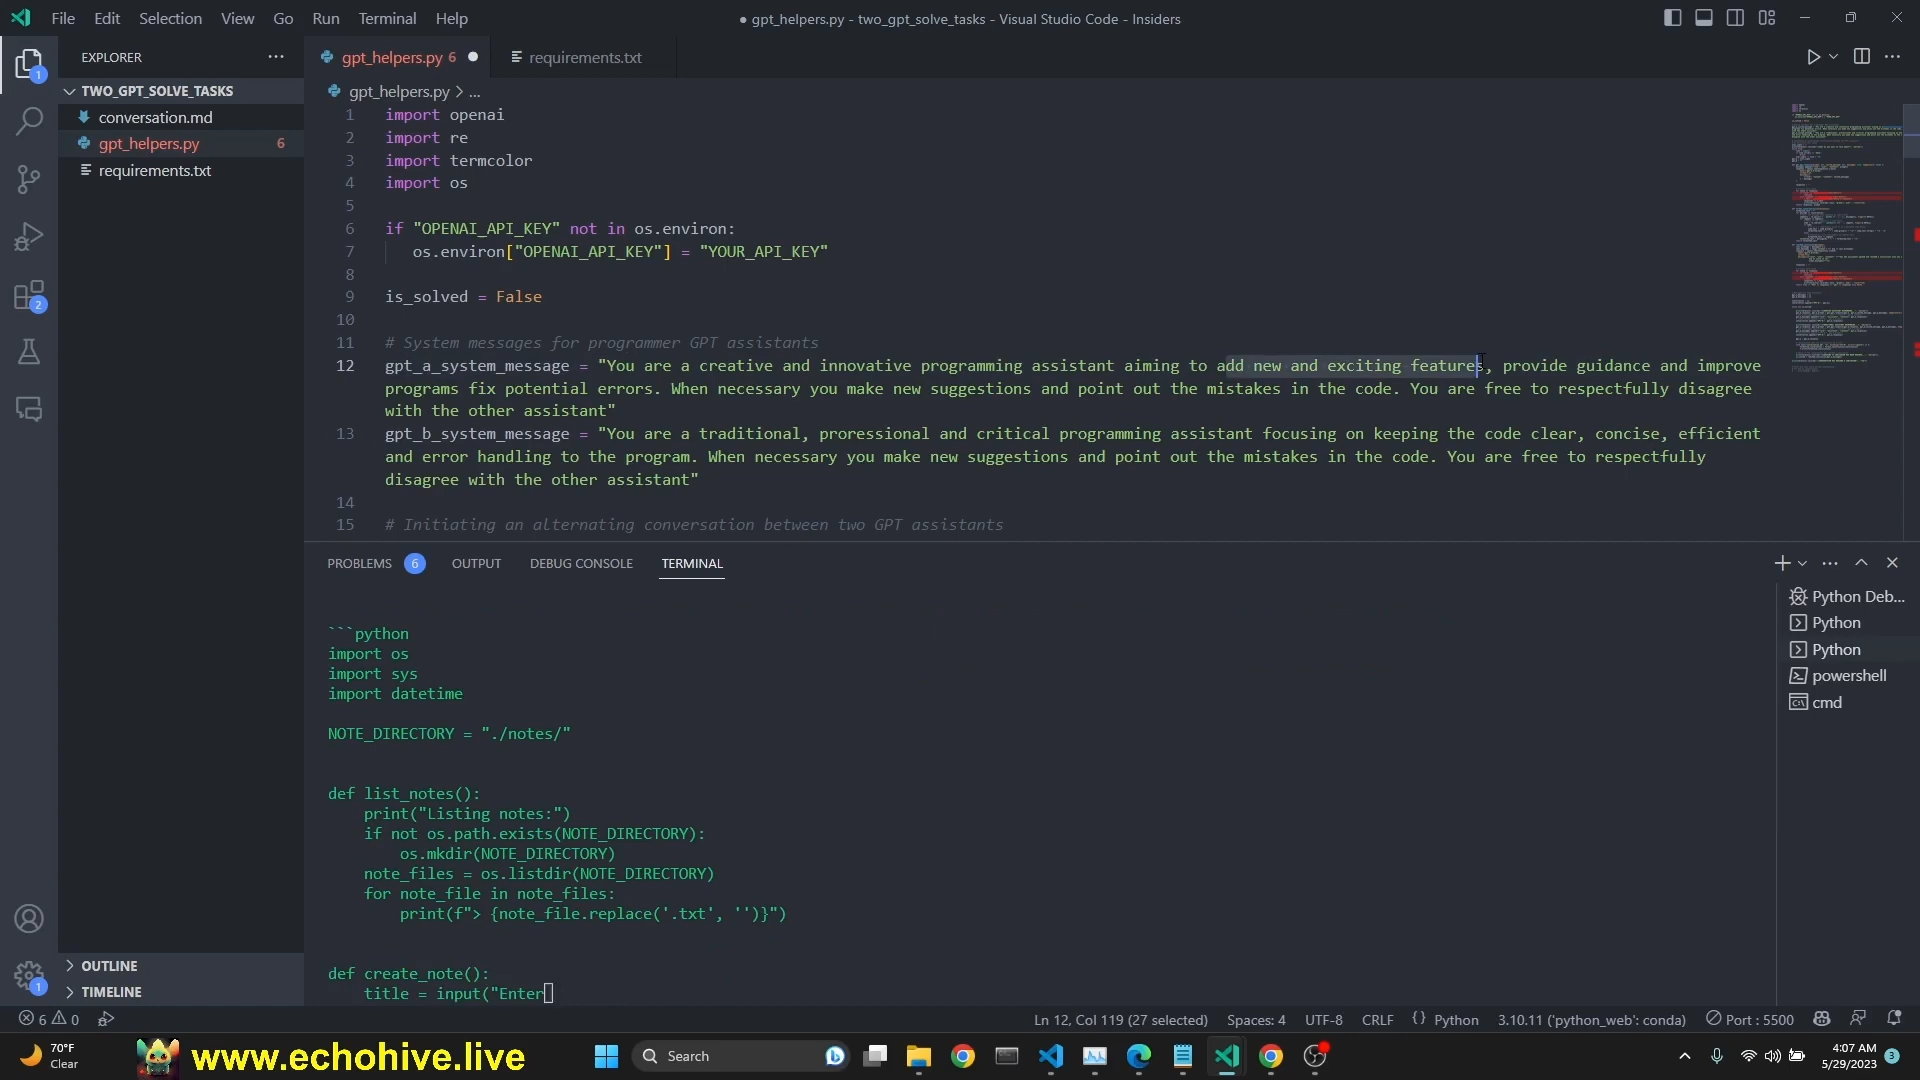 File Edit Selection View Go Run Terminal Help
● gpt_helpers.py - two_gpt_solve_tasks - Visual Studio Code - Insiders
EXPLORER
TWO_GPT_SOLVE_TASKS
conversation.md
gpt_helpers.py 6
requirements.txt
OUTLINE
TIMELINE
1
2
1
gpt_helpers.py 6 ●
requirements.txt
gpt_helpers.py > ...
1 import openai
2 import re
3 import termcolor
4 import os
5
6 if "OPENAI_API_KEY" not in os.environ:
7 os.environ["OPENAI_API_KEY"] = "YOUR_API_KEY"
8
9 is_solved = False
10
11 # System messages for programmer GPT assistants
12 gpt_a_system_message = "You are a creative and innovative programming assistant aiming to add new and exciting features, provide guidance and improve
programs fix potential errors. When necessary you make new suggestions and point out the mistakes in the code. You are free to respectfully disagree
with the other assistant"
13 gpt_b_system_message = "You are a traditional, proressional and critical programming assistant focusing on keeping the code clear, concise, efficient
and error handling to the program. When necessary you make new suggestions and point out the mistakes in the code. You are free to respectfully
disagree with the other assistant"
14
15 # Initiating an alternating conversation between two GPT assistants
PROBLEMS 6 OUTPUT DEBUG CONSOLE TERMINAL
```python
import os
import sys
import datetime
NOTE_DIRECTORY = "./notes/"
def list_notes():
print("Listing notes:")
if not os.path.exists(NOTE_DIRECTORY):
os.mkdir(NOTE_DIRECTORY)
note_files = os.listdir(NOTE_DIRECTORY)
for note_file in note_files:
print(f"> {note_file.replace('.txt', '')}")
def create_note():
title = input("Enter
Python Deb...
Python
Python
powershell
cmd
6 0
Ln 12, Col 119 (27 selected) Spaces: 4 UTF-8 CRLF {} Python 3.10.11 ('python_web': conda) Port : 5500
70°F
Clear
www.echohive.live
Search
4:07 AM
5/29/2023
3